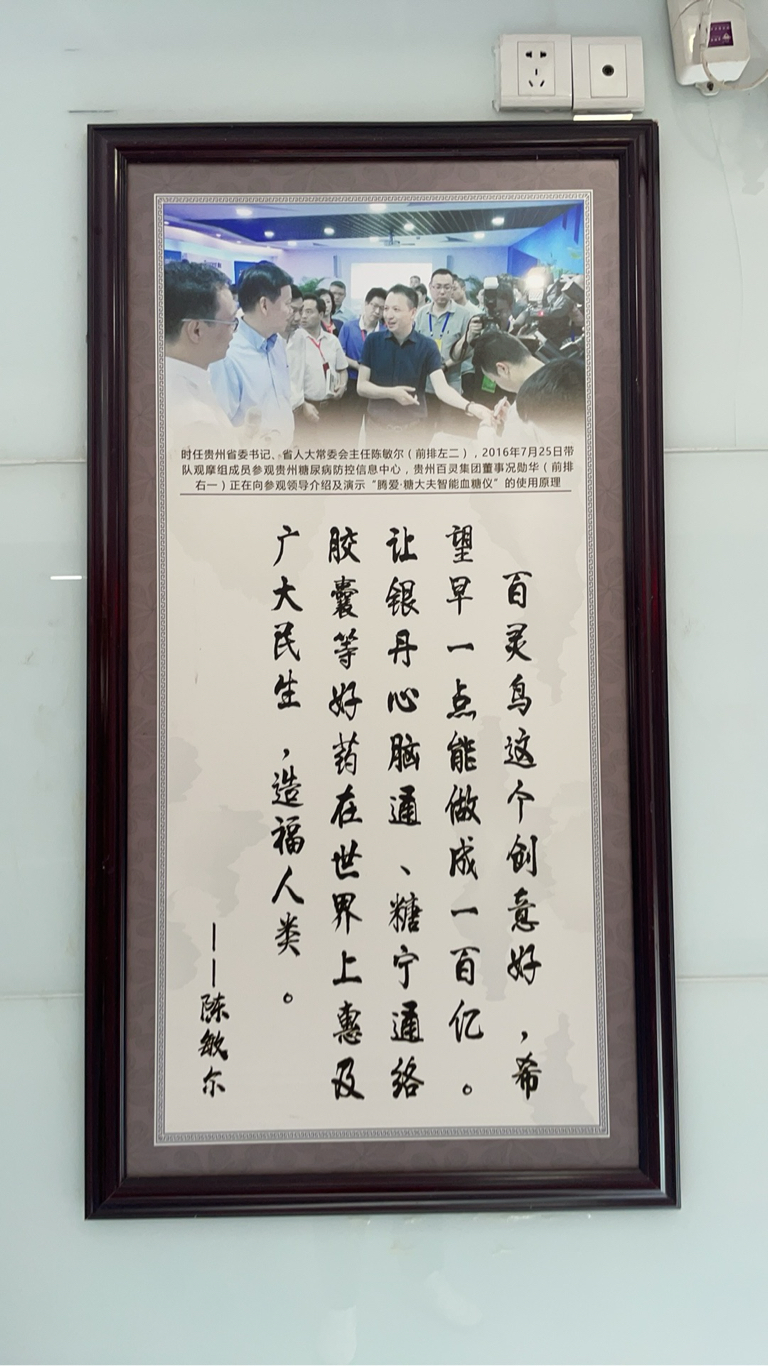 时任贵州省委书记、省人大常委会主任陈敏尔（前排左二），2016年7月25日带
队观摩组成员参观贵州糖尿病防控信息中心，贵州百灵集团董事况勋华（前排
右一）正在向参观领导介绍及演示“腾爱·糖大夫智能血糖仪”的使用原理
百灵鸟这个创意好，希
望早一点能做成一百亿。
让银丹心脑通、糖宁通络
胶囊等好药在世界上惠及
广大民生，造福人类。
——陈敏尔